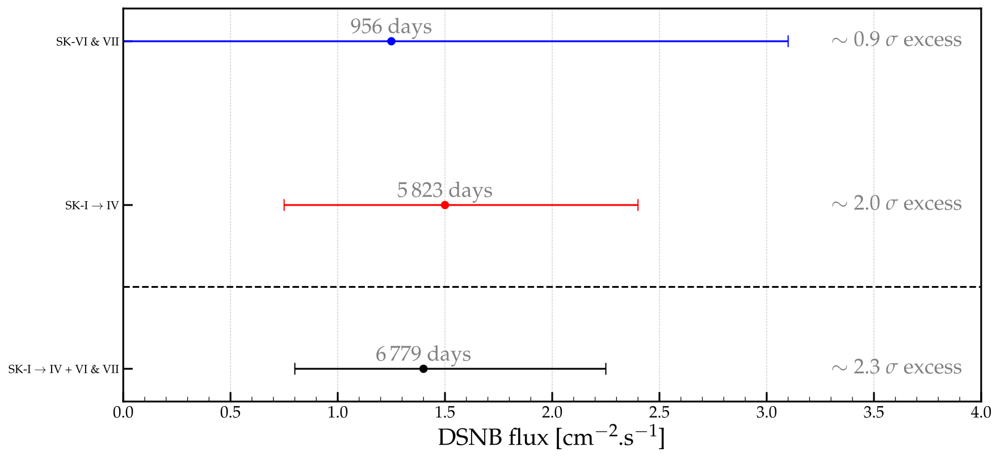 956 days
SK-VI & VII
~ 0.9 σ excess
5 823 days
SK-I → IV
~ 2.0 σ excess
6 779 days
SK-I → IV + VI & VII
~ 2.3 σ excess
0.0 0.5 1.0 1.5 2.0 2.5 3.0 3.5 4.0
DSNB flux [cm⁻².s⁻¹]